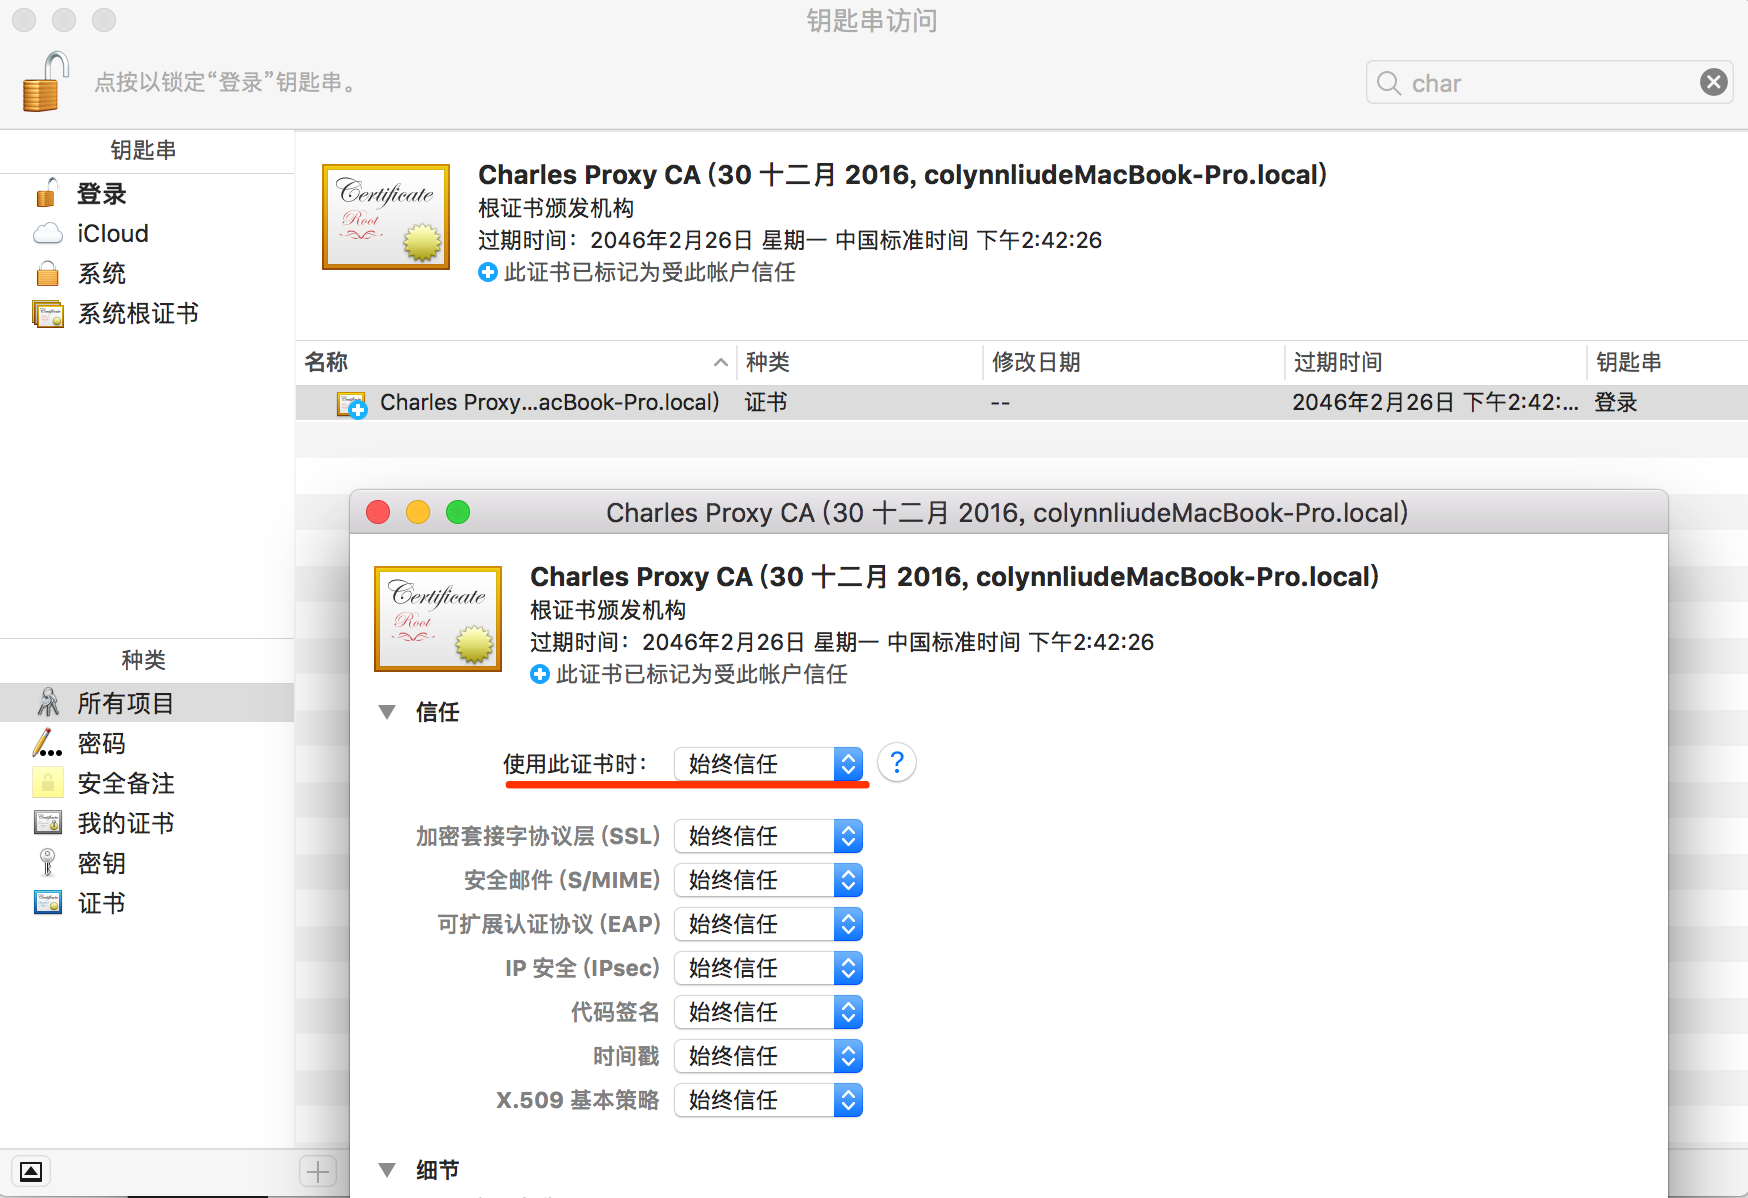 钥匙串访问
点按以锁定“登录”钥匙串。
char
钥匙串
登录
iCloud
系统
系统根证书
Certificate
Root
Charles Proxy CA (30 十二月 2016, colynnliudeMacBook-Pro.local)
根证书颁发机构
过期时间：2046年2月26日 星期一 中国标准时间 下午2:42:26
此证书已标记为受此帐户信任
名称 种类 修改日期 过期时间 钥匙串
Charles Proxy...acBook-Pro.local) 证书 -- 2046年2月26日 下午2:42:... 登录
种类
所有项目
密码
安全备注
我的证书
密钥
证书
Charles Proxy CA (30 十二月 2016, colynnliudeMacBook-Pro.local)
Certificate
Root
Charles Proxy CA (30 十二月 2016, colynnliudeMacBook-Pro.local)
根证书颁发机构
过期时间：2046年2月26日 星期一 中国标准时间 下午2:42:26
此证书已标记为受此帐户信任
信任
使用此证书时： 始终信任 ?
加密套接字协议层 (SSL) 始终信任
安全邮件 (S/MIME) 始终信任
可扩展认证协议 (EAP) 始终信任
IP 安全 (IPsec) 始终信任
代码签名 始终信任
时间戳 始终信任
X.509 基本策略 始终信任
细节